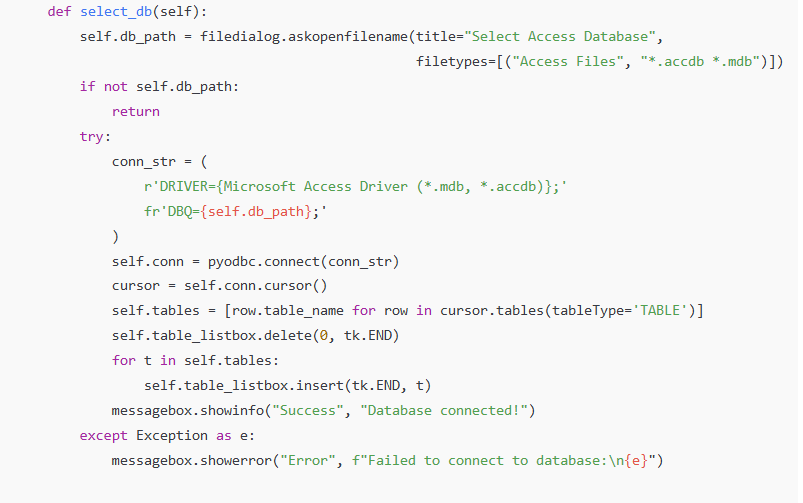 def select_db(self):
self.db_path = filedialog.askopenfilename(title="Select Access Database",
filetypes=[("Access Files", "*.accdb *.mdb")])
if not self.db_path:
return
try:
conn_str = (
r'DRIVER={Microsoft Access Driver (*.mdb, *.accdb)};'
fr'DBQ={self.db_path};'
)
self.conn = pyodbc.connect(conn_str)
cursor = self.conn.cursor()
self.tables = [row.table_name for row in cursor.tables(tableType='TABLE')]
self.table_listbox.delete(0, tk.END)
for t in self.tables:
self.table_listbox.insert(tk.END, t)
messagebox.showinfo("Success", "Database connected!")
except Exception as e:
messagebox.showerror("Error", f"Failed to connect to database:\n{e}")